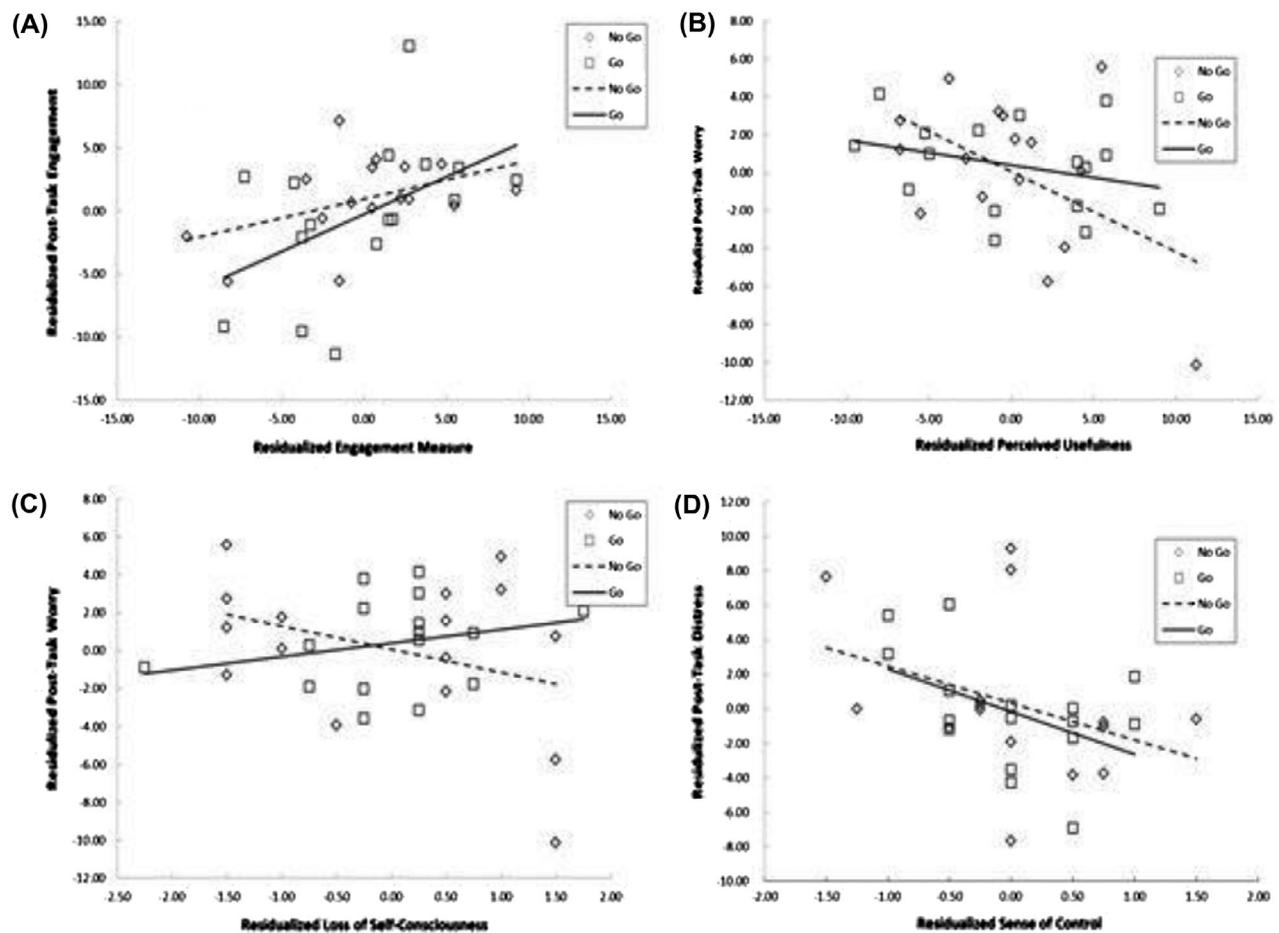 (A)
15.00
10.00
5.00
0.00
-5.00
-10.00
-15.00
-15.00 -10.00 -5.00 0.00 5.00 10.00 15.00
Residualized Post-Task Engagement
Residualized Engagement Measure
No Go
Go
No Go
Go
(B)
8.00
6.00
4.00
2.00
0.00
-2.00
-4.00
-6.00
-8.00
-10.00
-12.00
-15.00 -10.00 -5.00 0.00 5.00 10.00 15.00
Residulized Post-Task Worry
Residualized Perceived Usefulness
No Go
Go
No Go
Go
(C)
8.00
6.00
4.00
2.00
0.00
-2.00
-4.00
-6.00
-8.00
-10.00
-12.00
-2.50 -2.00 -1.50 -1.00 -0.50 0.00 0.50 1.00 1.50 2.00
Residulized Post-Task Worry
Residualized Loss of Self-Consciousness
No Go
Go
No Go
Go
(D)
12.00
10.00
8.00
6.00
4.00
2.00
0.00
-2.00
-4.00
-6.00
-8.00
-10.00
-2.00 -1.50 -1.00 -0.50 0.00 0.50 1.00 1.50 2.00
Residualized Post-Task Distress
Residualized Sense of Control
No Go
Go
No Go
Go